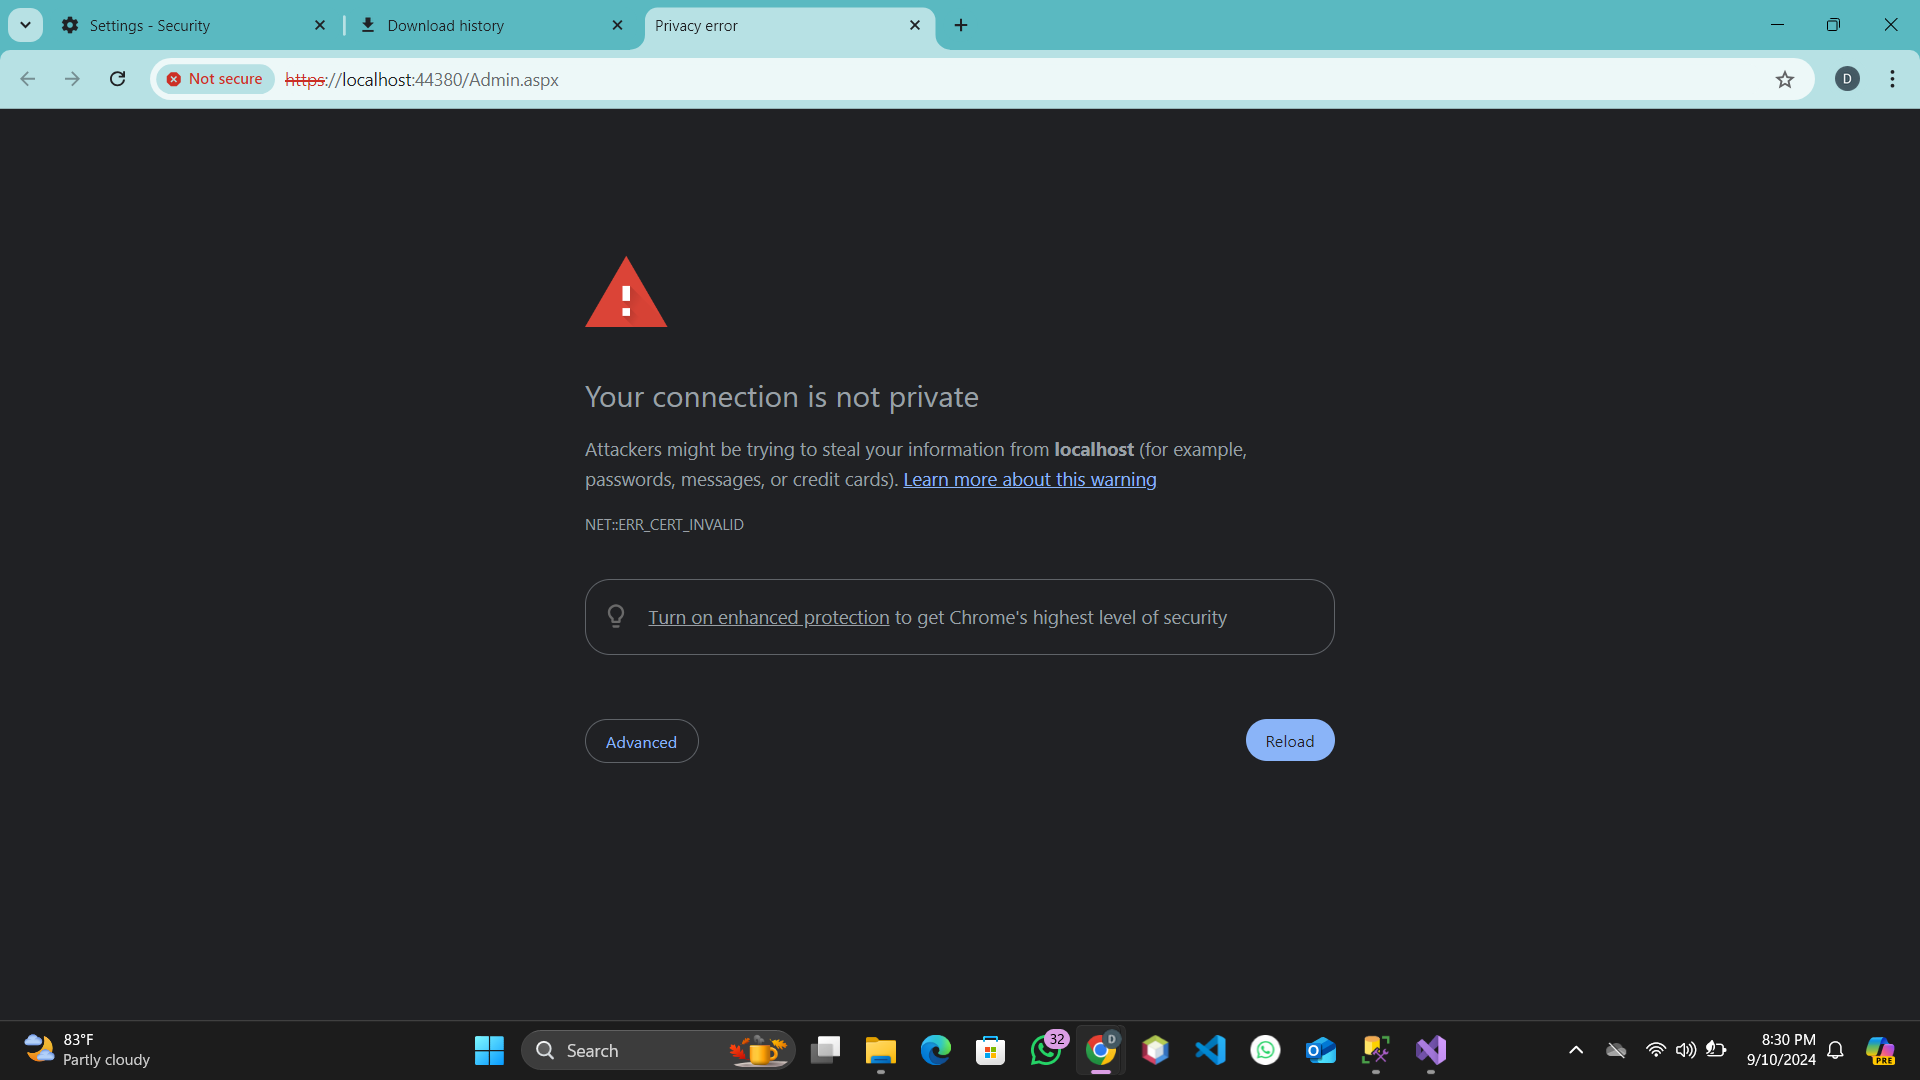 Settings - Security
Download history
Privacy error
Not secure
https://localhost:44380/Admin.aspx
D
!
Your connection is not private
Attackers might be trying to steal your information from localhost (for example,
passwords, messages, or credit cards). Learn more about this warning
NET::ERR_CERT_INVALID
Turn on enhanced protection to get Chrome's highest level of security
Advanced
Reload
83°F
Partly cloudy
Search
32
D
8:30 PM
9/10/2024
PRE